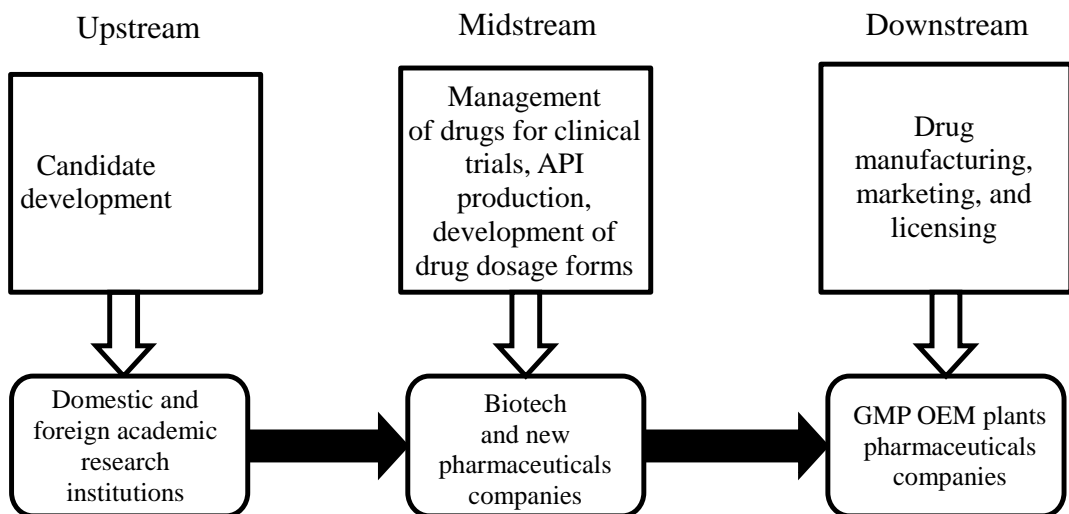 Upstream
Midstream
Downstream
Candidate
development
Management
of drugs for clinical
trials, API
production,
development of
drug dosage forms
Drug
manufacturing,
marketing, and
licensing
Domestic and
foreign academic
research
institutions
Biotech
and new
pharmaceuticals
companies
GMP OEM plants
pharmaceuticals
companies